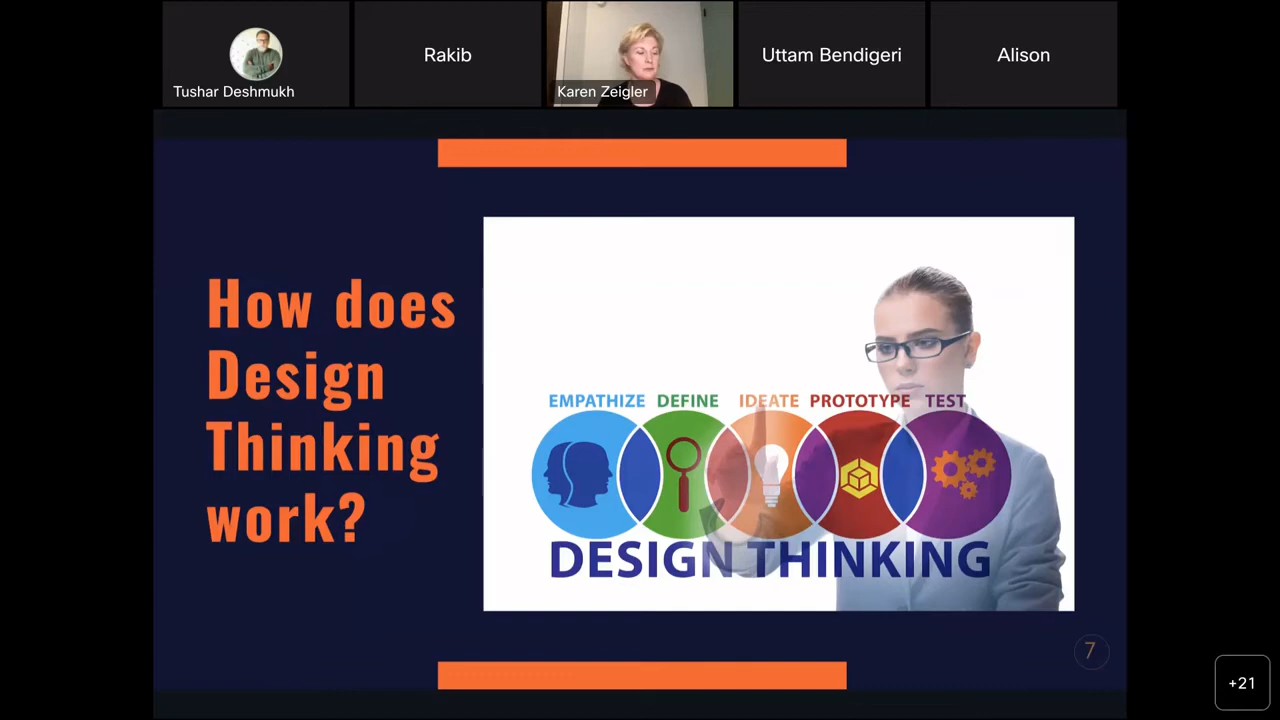 Tushar Deshmukh
Rakib
Karen Zeigler
Uttam Bendigeri
Alison
How does
Design
Thinking
work?
EMPATHIZE DEFINE IDEATE PROTOTYPE TEST
DESIGN THINKING
7
+21